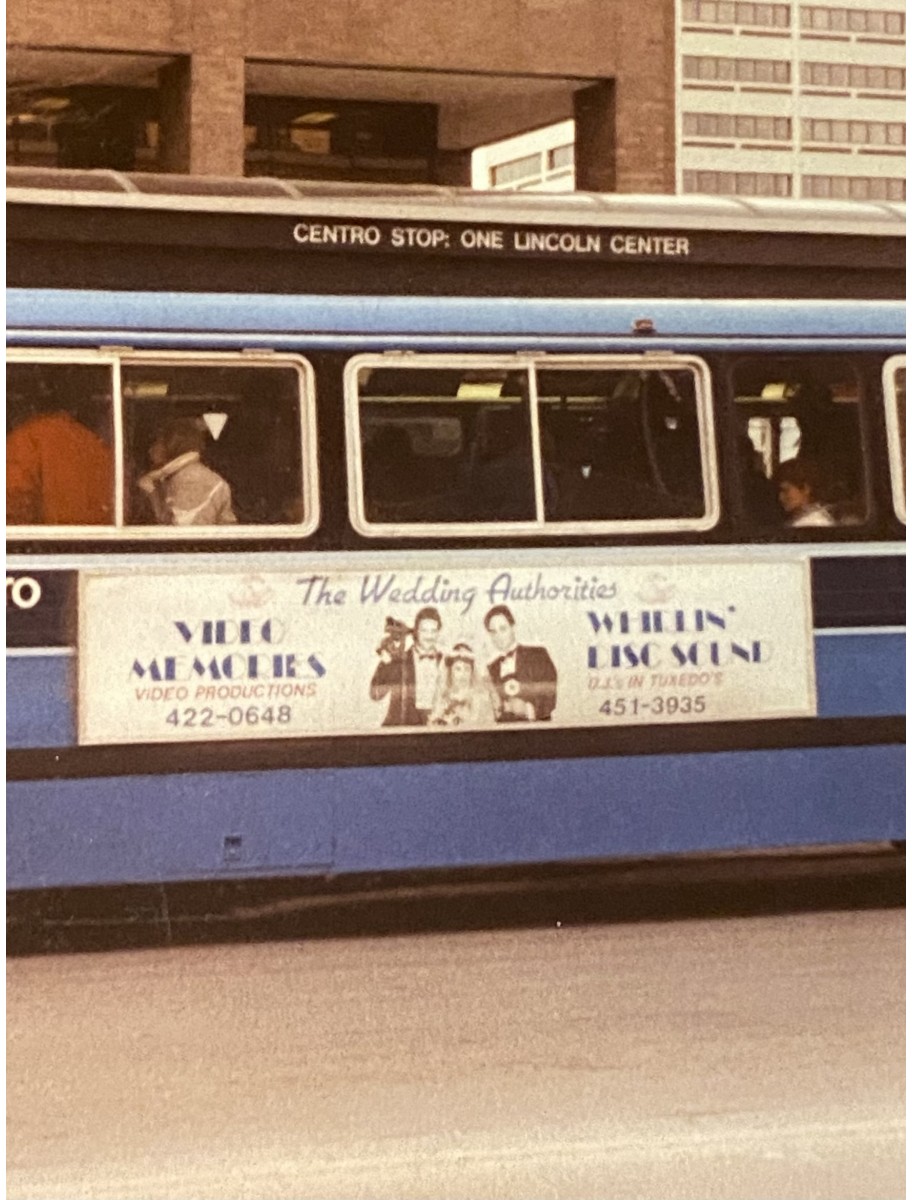 CENTRO STOP: ONE LINCOLN CENTER
ro
The Wedding Authorities
VIDEO
MEMORIES
VIDEO PRODUCTIONS
422-0648
WHIRLIN'
DISC SOUND
D.J.'s IN TUXEDO'S
451-3935